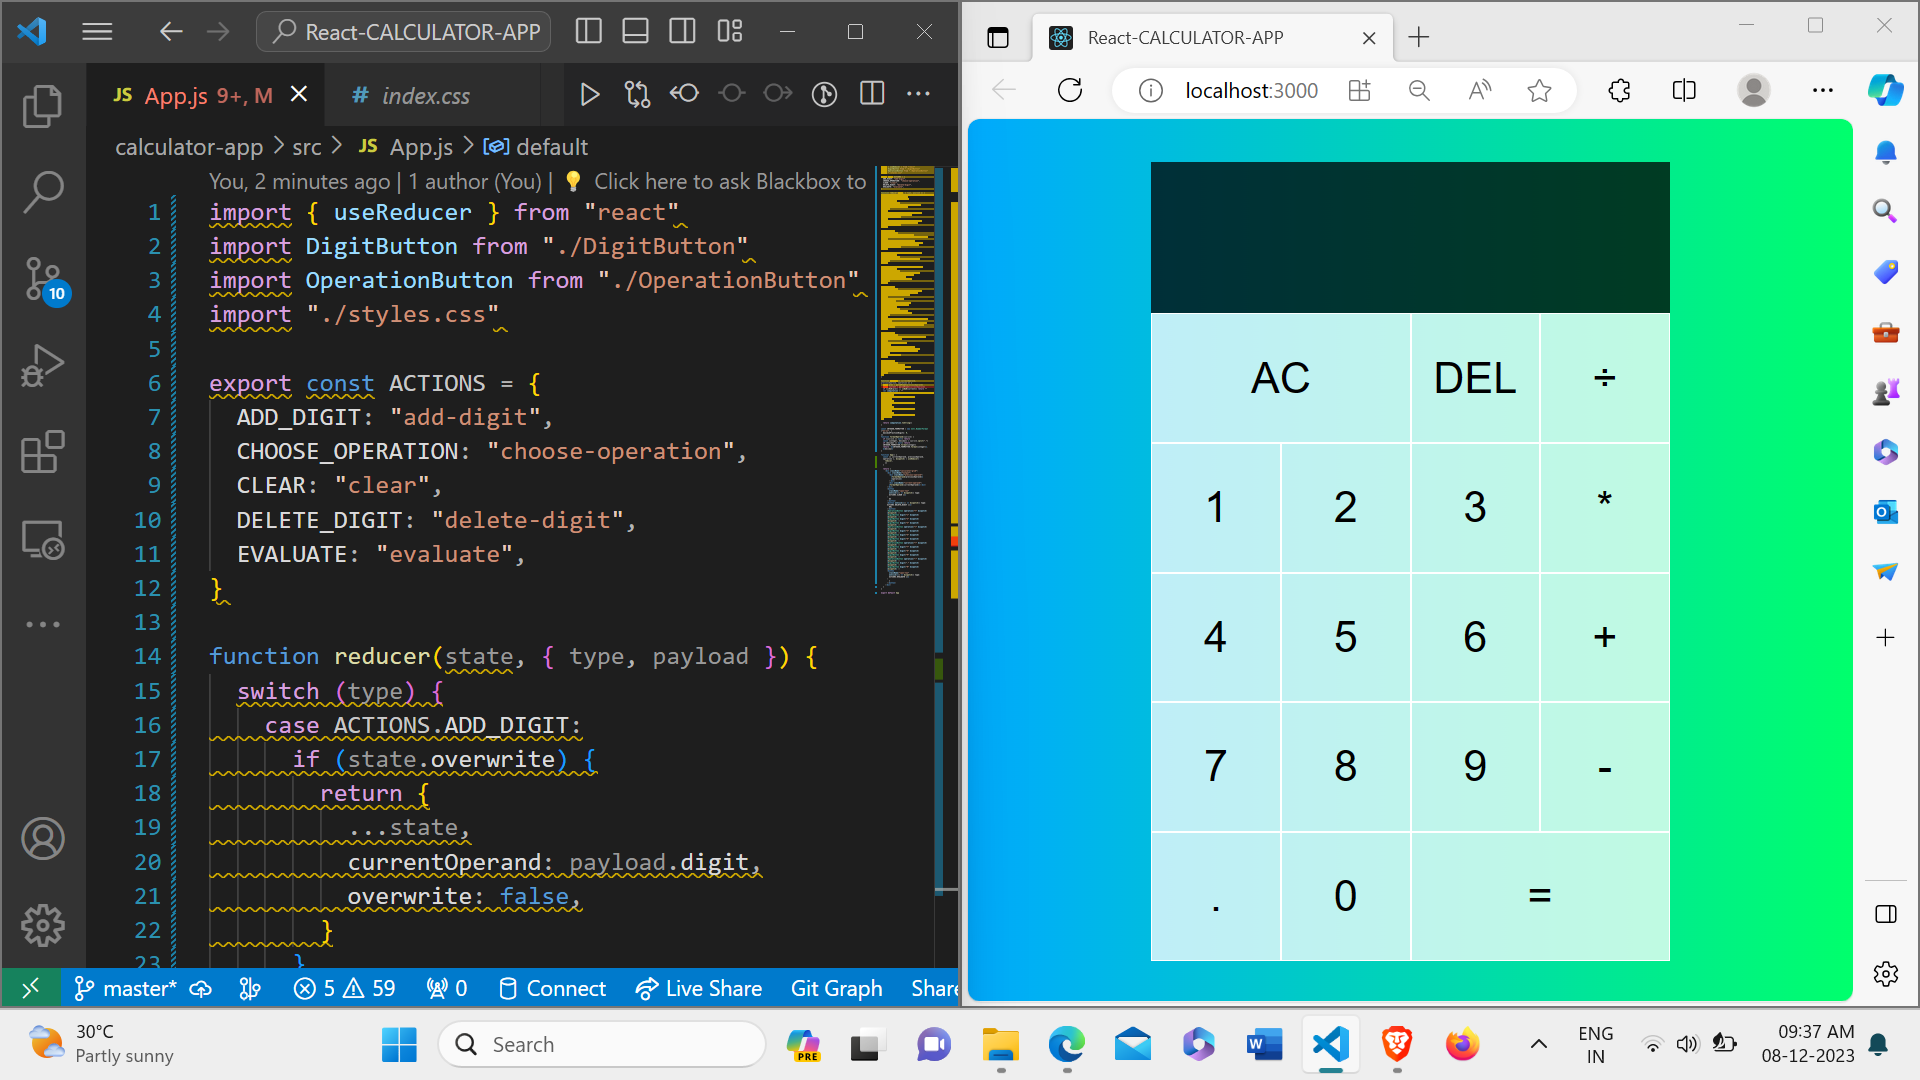 React-CALCULATOR-APP
JS App.js 9+, M
# index.css
calculator-app > src > JS App.js > default
You, 2 minutes ago | 1 author (You) | Click here to ask Blackbox to
1 import { useReducer } from "react"
2 import DigitButton from "./DigitButton"
3 import OperationButton from "./OperationButton"
4 import "./styles.css"
5
6 export const ACTIONS = {
7 ADD_DIGIT: "add-digit",
8 CHOOSE_OPERATION: "choose-operation",
9 CLEAR: "clear",
10 DELETE_DIGIT: "delete-digit",
11 EVALUATE: "evaluate",
12 }
13
14 function reducer(state, { type, payload }) {
15 switch (type) {
16 case ACTIONS.ADD_DIGIT:
17 if (state.overwrite) {
18 return {
19 ...state,
20 currentOperand: payload.digit,
21 overwrite: false,
22 }
23 }
10
master* 5 59 0 Connect Live Share Git Graph Share
React-CALCULATOR-APP
localhost:3000
AC DEL ÷
1 2 3 *
4 5 6 +
7 8 9 -
. 0 =
30°C
Partly sunny
Search
PRE
ENG
IN
09:37 AM
08-12-2023